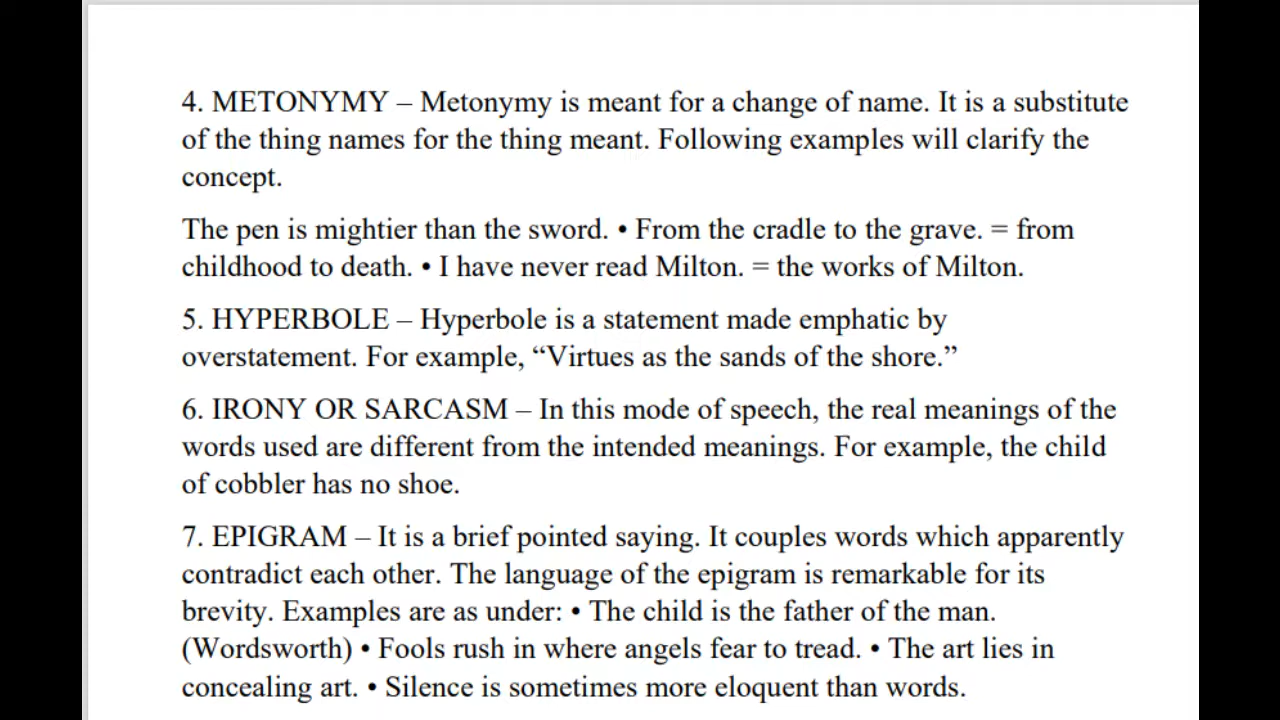 4. METONYMY – Metonymy is meant for a change of name. It is a substitute
of the thing names for the thing meant. Following examples will clarify the
concept.
The pen is mightier than the sword. • From the cradle to the grave. = from
childhood to death. • I have never read Milton. = the works of Milton.
5. HYPERBOLE – Hyperbole is a statement made emphatic by
overstatement. For example, “Virtues as the sands of the shore.”
6. IRONY OR SARCASM – In this mode of speech, the real meanings of the
words used are different from the intended meanings. For example, the child
of cobbler has no shoe.
7. EPIGRAM – It is a brief pointed saying. It couples words which apparently
contradict each other. The language of the epigram is remarkable for its
brevity. Examples are as under: • The child is the father of the man.
(Wordsworth) • Fools rush in where angels fear to tread. • The art lies in
concealing art. • Silence is sometimes more eloquent than words.